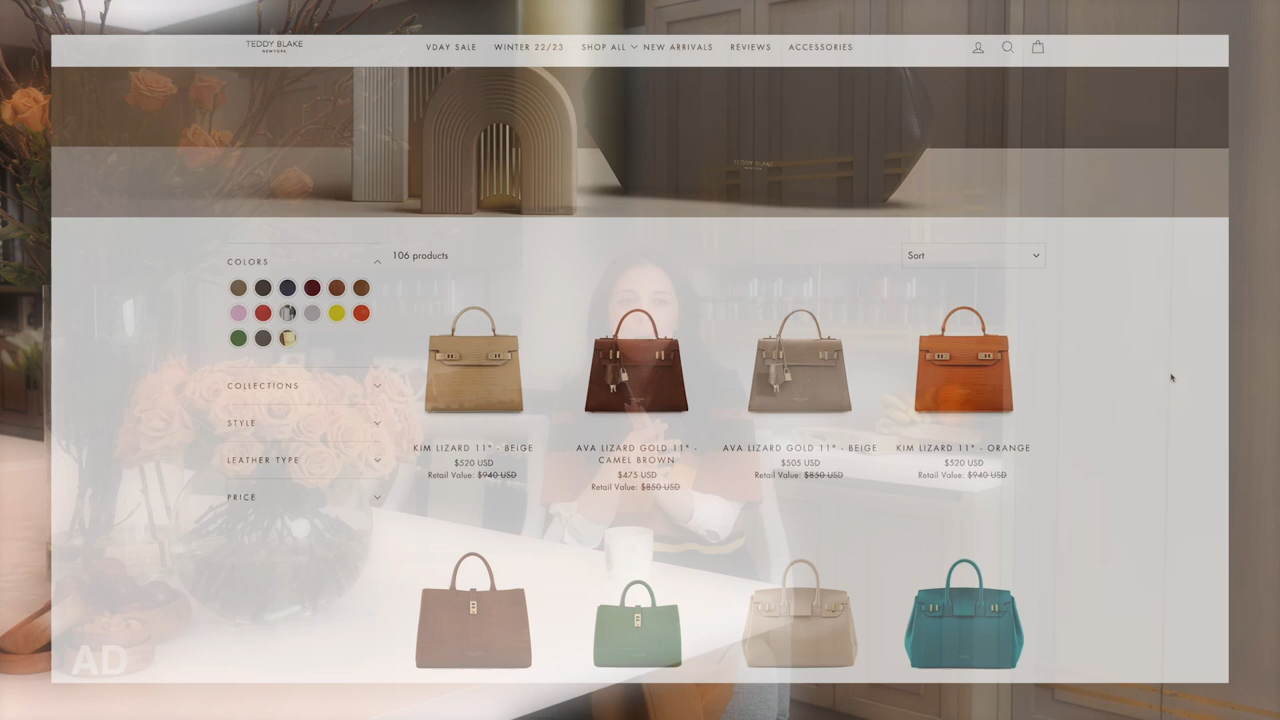 TEDDY BLAKE
NEW YORK
VDAY SALE WINTER 22/23 SHOP ALL NEW ARRIVALS REVIEWS ACCESSORIES
TEDDY BLAKE
COLORS
106 products
Sort
COLLECTIONS
STYLE
LEATHER TYPE
PRICE
KIM LIZARD 11" - BEIGE
$520 USD
Retail Value: $940 USD
AVA LIZARD GOLD 11" -
CAMEL BROWN
$475 USD
Retail Value: $850 USD
AVA LIZARD GOLD 11" - BEIGE
$505 USD
Retail Value: $850 USD
KIM LIZARD 11" - ORANGE
$520 USD
Retail Value: $940 USD
AD